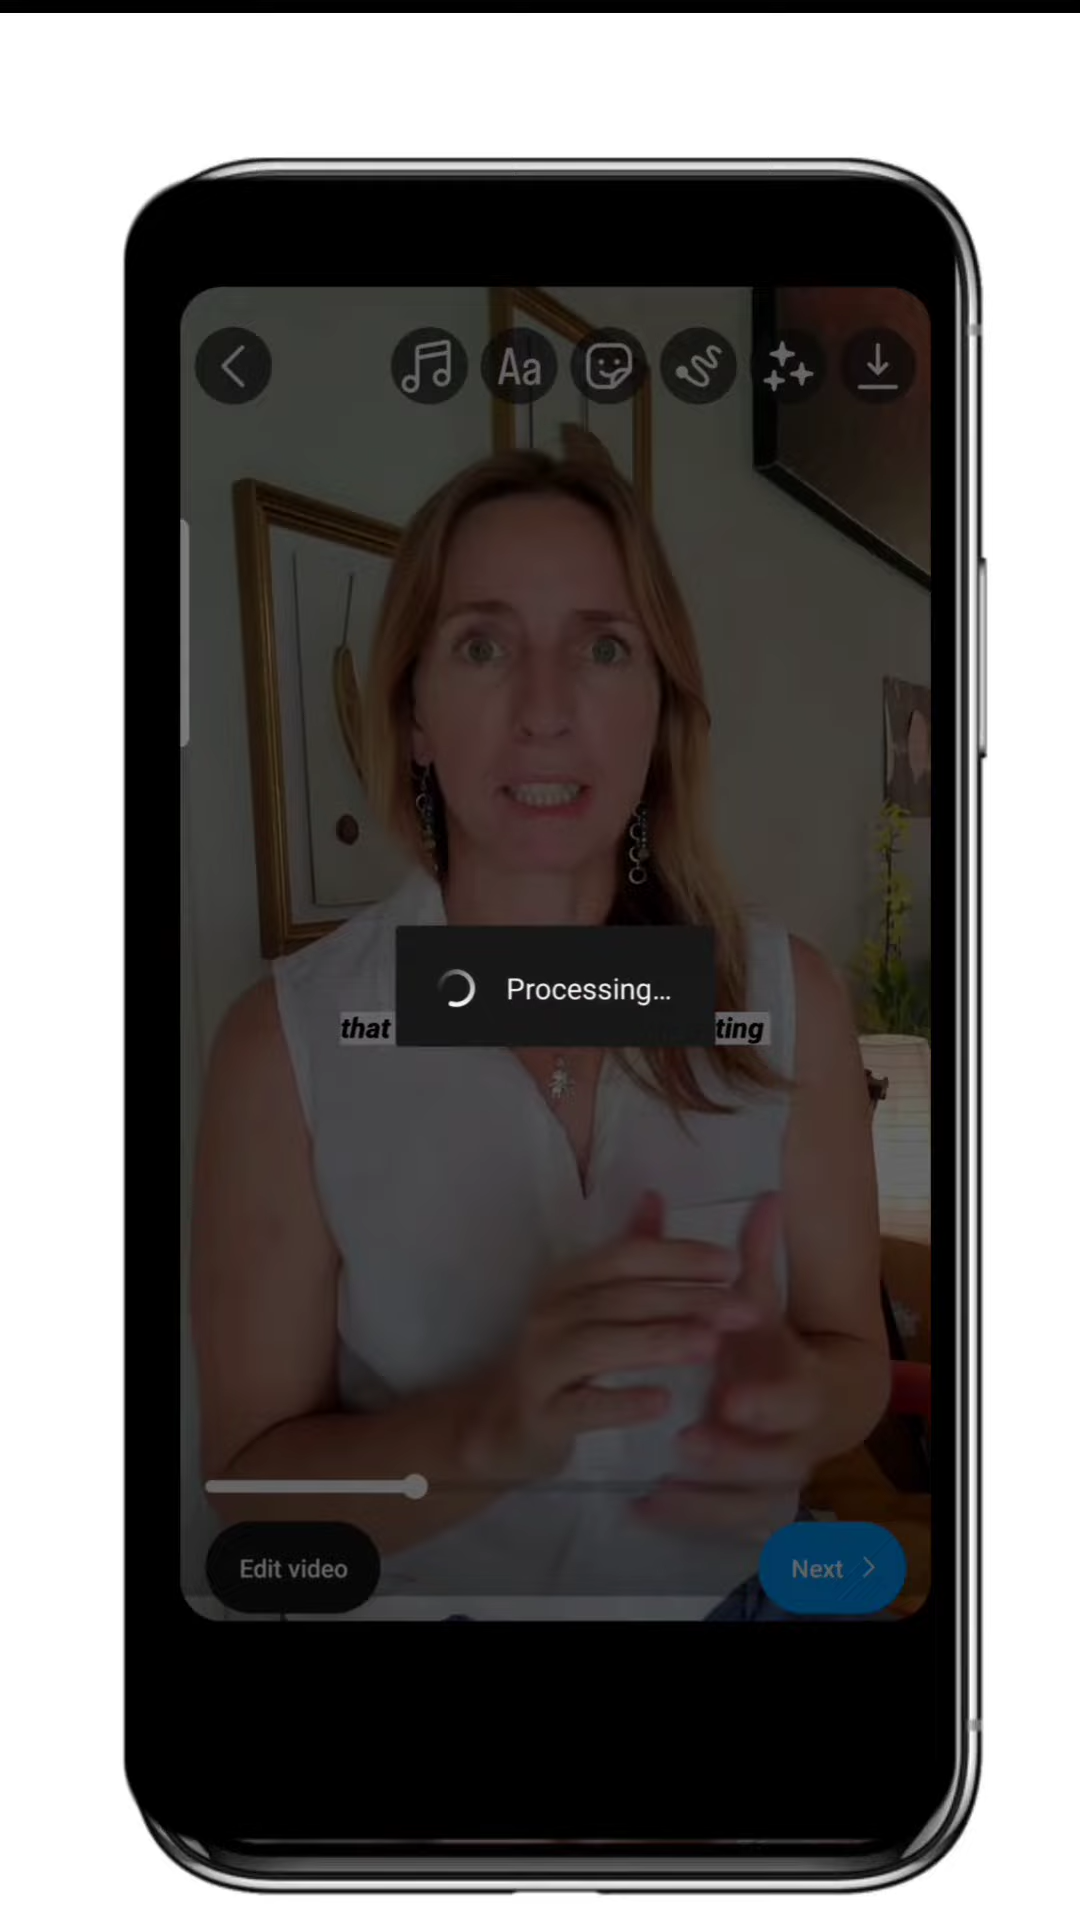 Aa
Processing...
that ting
Edit video
Next